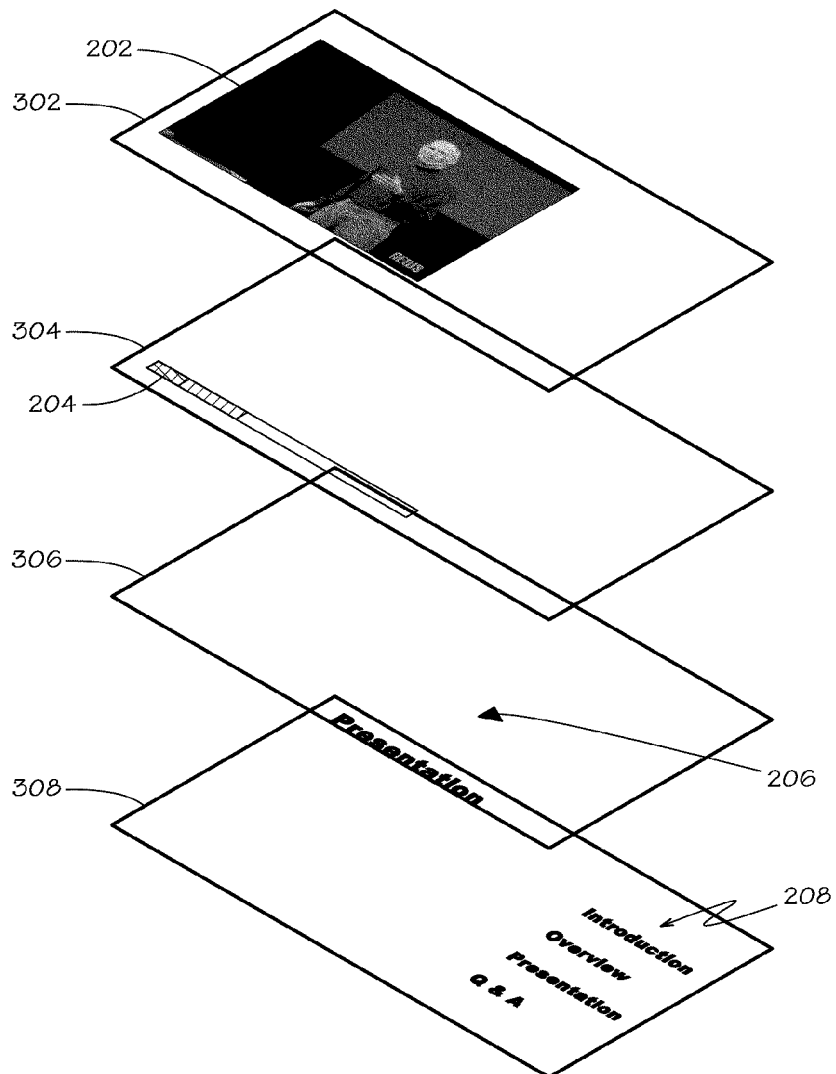 202
302
304
204
306
Presentation
206
308
208
Introduction
Overview
Presentation
Q & A